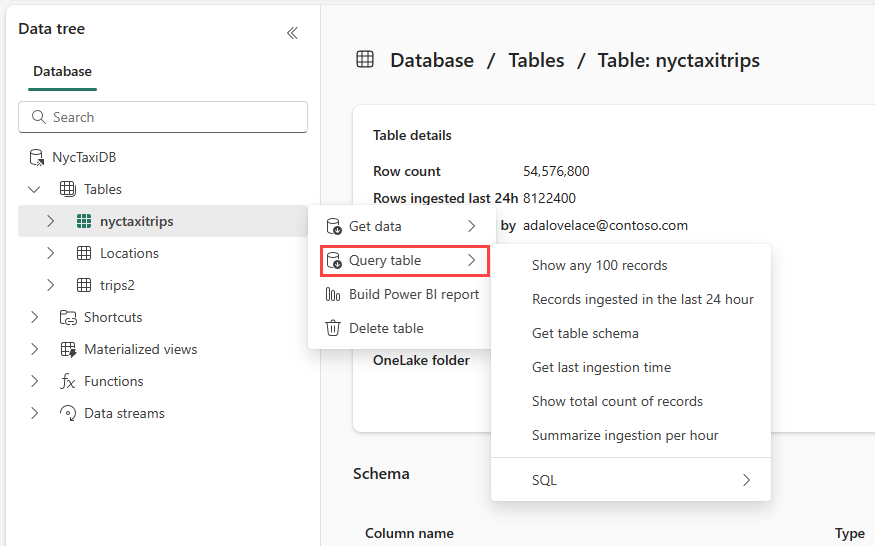 Data tree
Database
Search
NycTaxiDB
Tables
nyctaxitrips
Locations
trips2
Shortcuts
Materialized views
Functions
Data streams
Get data
Query table
Build Power BI report
Delete table
Database / Tables / Table: nyctaxitrips
Table details
Row count 54,576,800
Rows ingested last 24h 8122400
by adalovelace@contoso.com
OneLake folder
Show any 100 records
Records ingested in the last 24 hour
Get table schema
Get last ingestion time
Show total count of records
Summarize ingestion per hour
SQL
Schema
Column name Type